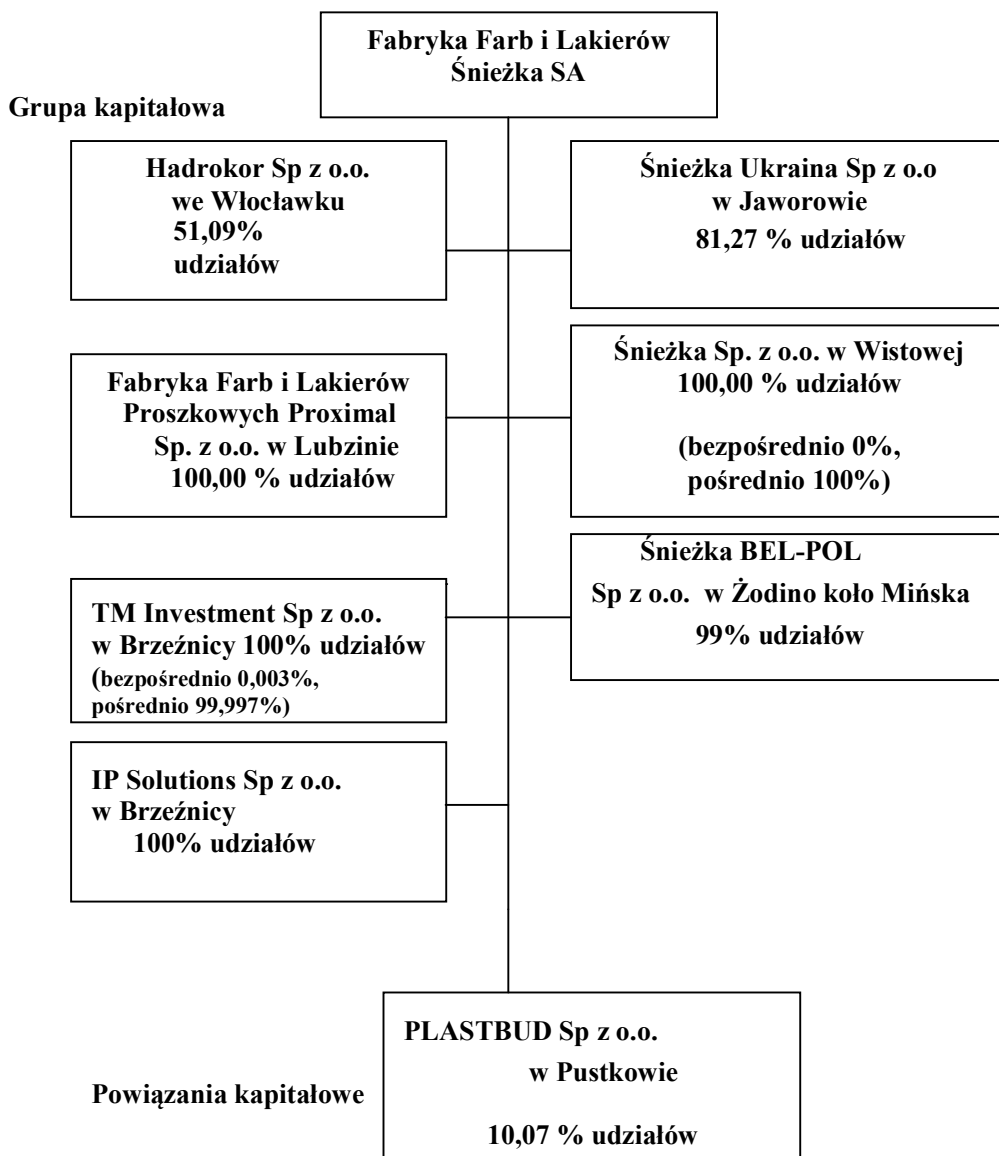 Fabryka Farb i Lakierów
Śnieżka SA
Grupa kapitałowa
Hadrokor Sp z o.o.
we Włocławku
51,09%
udziałów
Śnieżka Ukraina Sp z o.o
w Jaworowie
81,27 % udziałów
Fabryka Farb i Lakierów
Proszkowych Proximal
Sp. z o.o. w Lubzinie
100,00 % udziałów
Śnieżka Sp. z o.o. w Wistowej
100,00 % udziałów
(bezpośrednio 0%,
pośrednio 100%)
TM Investment Sp z o.o.
w Brzeźnicy 100% udziałów
(bezpośrednio 0,003%,
pośrednio 99,997%)
Śnieżka BEL-POL
Sp z o.o. w Żodino koło Mińska
99% udziałów
IP Solutions Sp z o.o.
w Brzeźnicy
100% udziałów
PLASTBUD Sp z o.o.
w Pustkowie
10,07 % udziałów
Powiązania kapitałowe